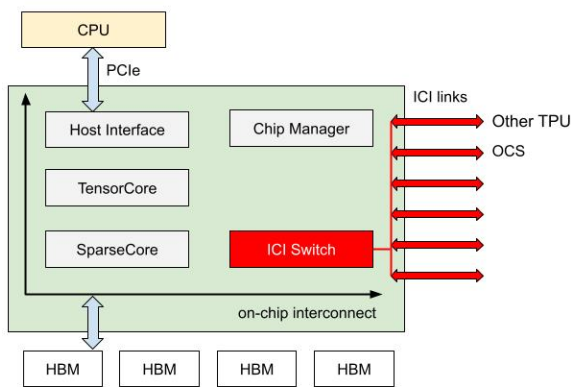 CPU
PCIe
ICI links
Host Interface
Chip Manager
Other TPU
OCS
TensorCore
SparseCore
ICI Switch
on-chip interconnect
HBM
HBM
HBM
HBM